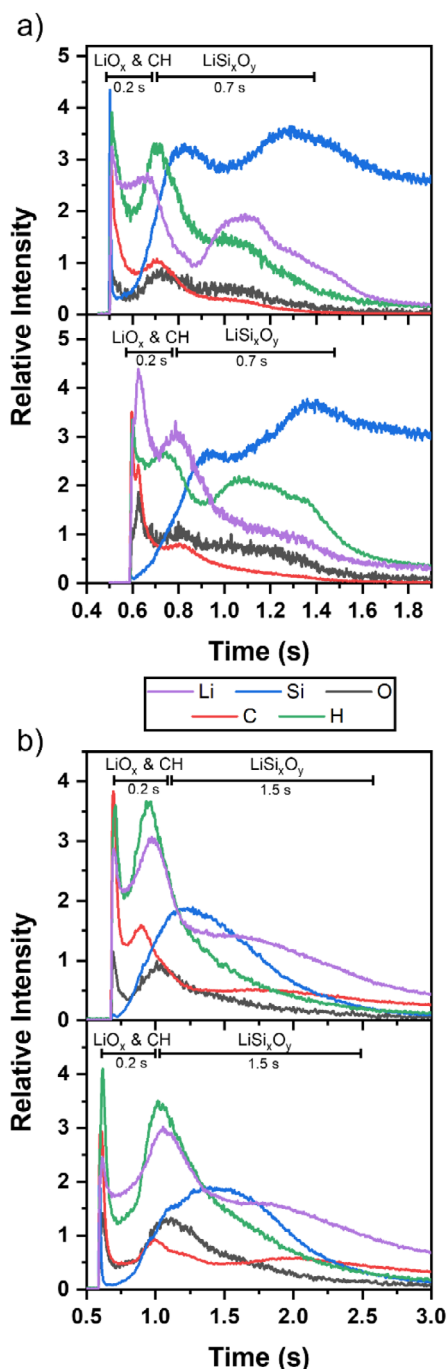 a)
LiOx & CH
LiSixOy
0.2 s
0.7 s
5
4
3
2
1
0
LiOx & CH
LiSixOy
0.2 s
0.7 s
5
4
3
2
1
0
Relative Intensity
Relative Intensity
0.4 0.6 0.8 1.0 1.2 1.4 1.6 1.8
Time (s)
Li Si O
C H
b)
LiOx & CH
LiSixOy
0.2 s
1.5 s
4
3
2
1
0
LiOx & CH
LiSixOy
0.2 s
1.5 s
4
3
2
1
0
Relative Intensity
Relative Intensity
0.5 1.0 1.5 2.0 2.5 3.0
Time (s)